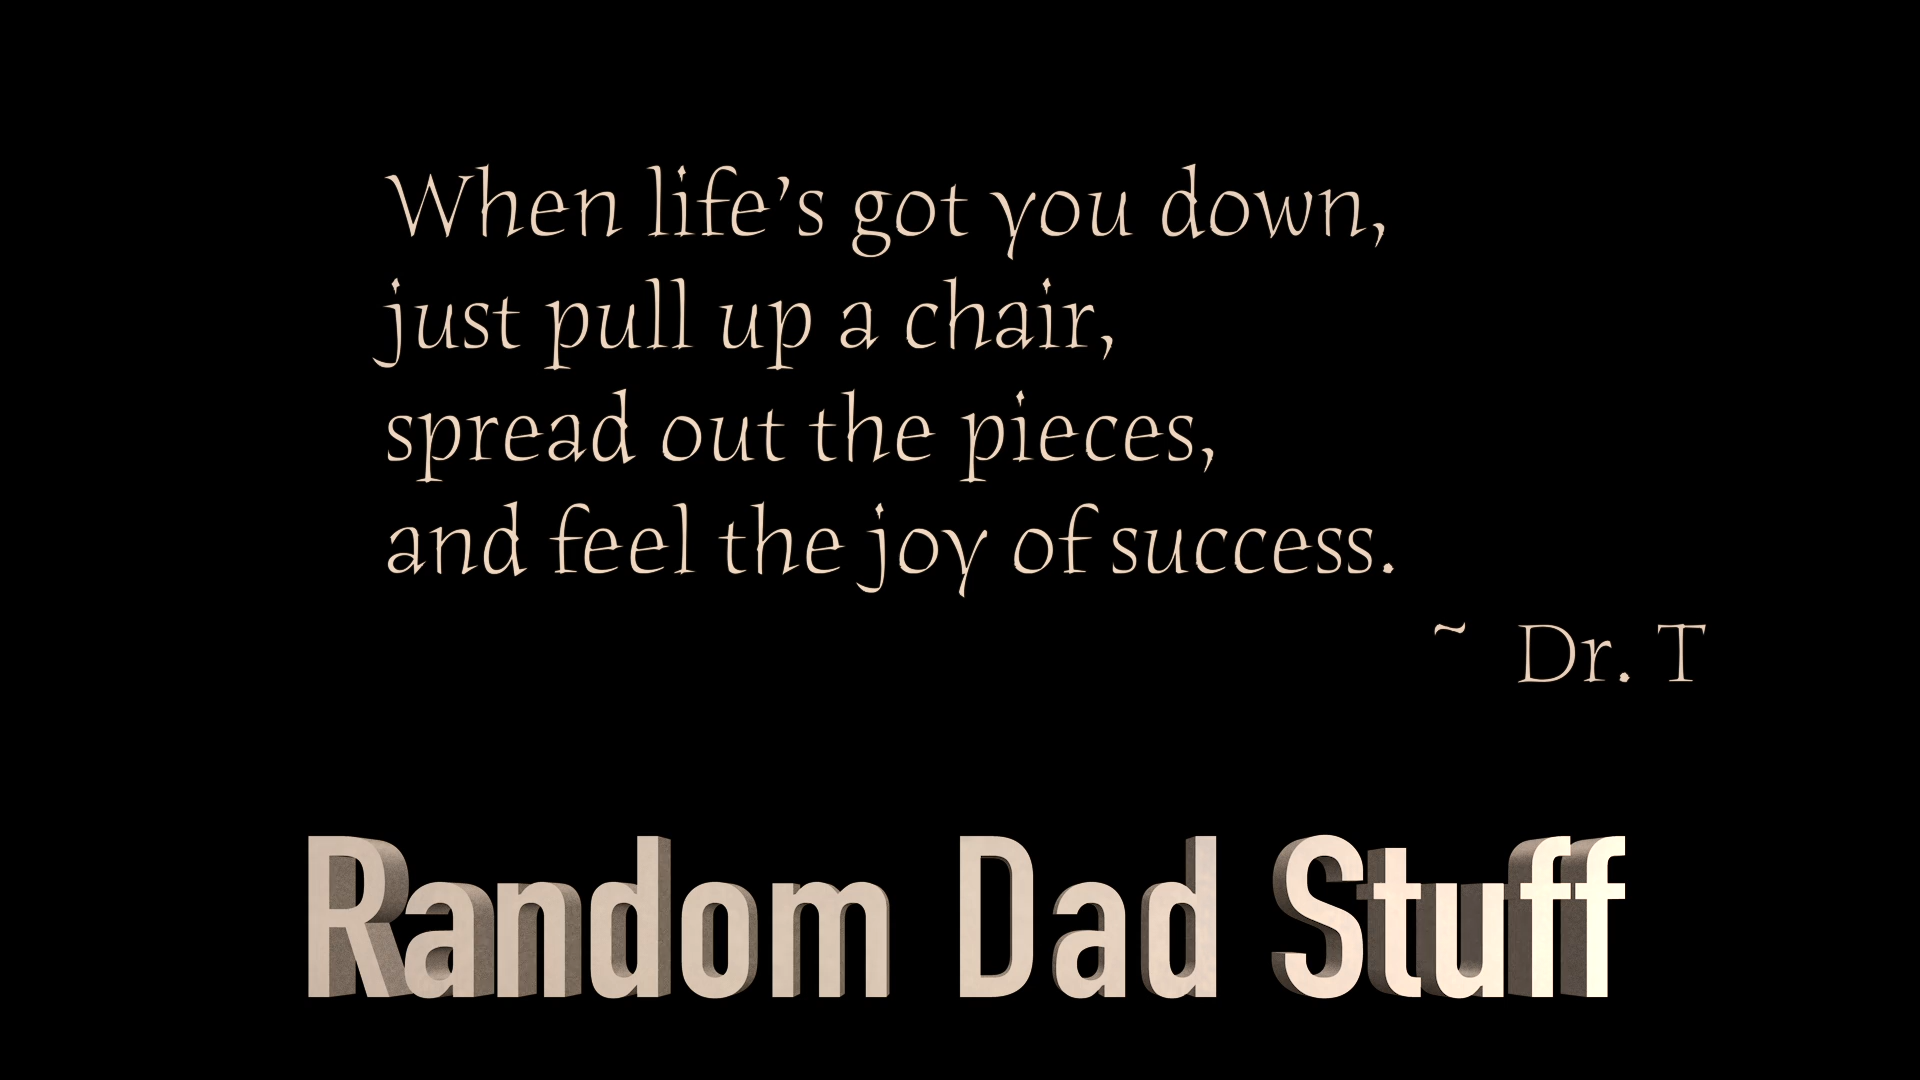 When life’s got you down,
just pull up a chair,
spread out the pieces,
and feel the joy of success.
~ Dr. T
Random Dad Stuff